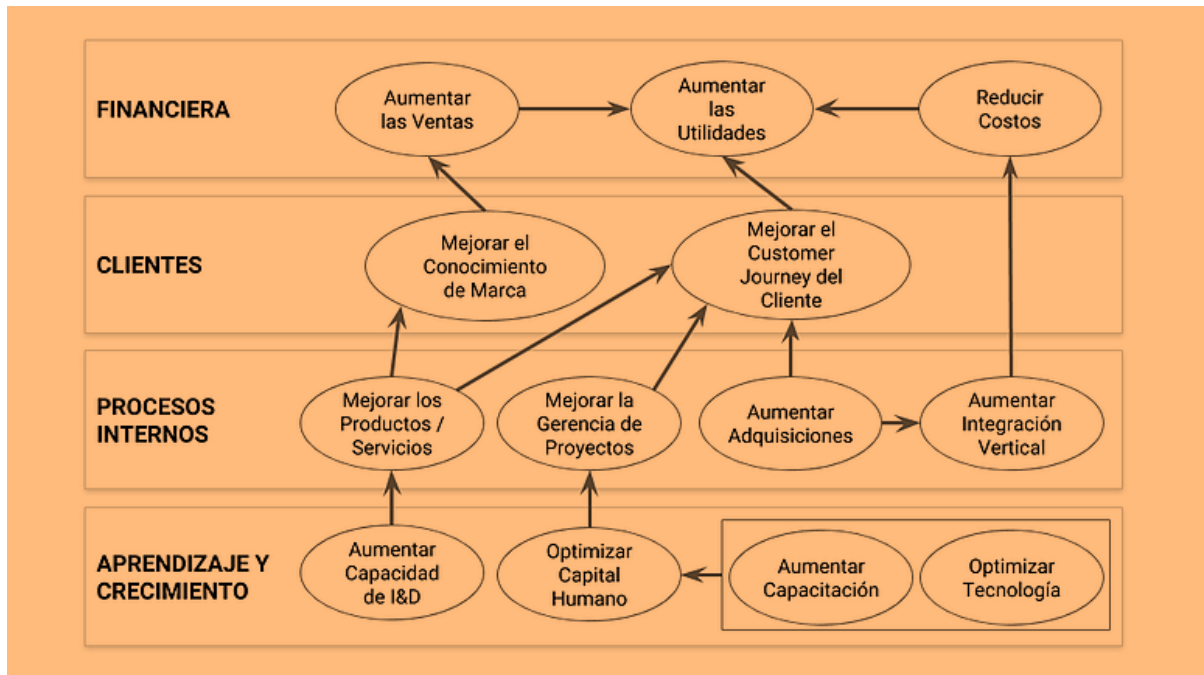 FINANCIERA
Aumentar
las Ventas
Aumentar
las
Utilidades
Reducir
Costos
CLIENTES
Mejorar el
Conocimiento
de Marca
Mejorar el
Customer
Journey del
Cliente
PROCESOS
INTERNOS
Mejorar los
Productos /
Servicios
Mejorar la
Gerencia de
Proyectos
Aumentar
Adquisiciones
Aumentar
Integración
Vertical
APRENDIZAJE Y
CRECIMIENTO
Aumentar
Capacidad
de I&D
Optimizar
Capital
Humano
Aumentar
Capacitación
Optimizar
Tecnología